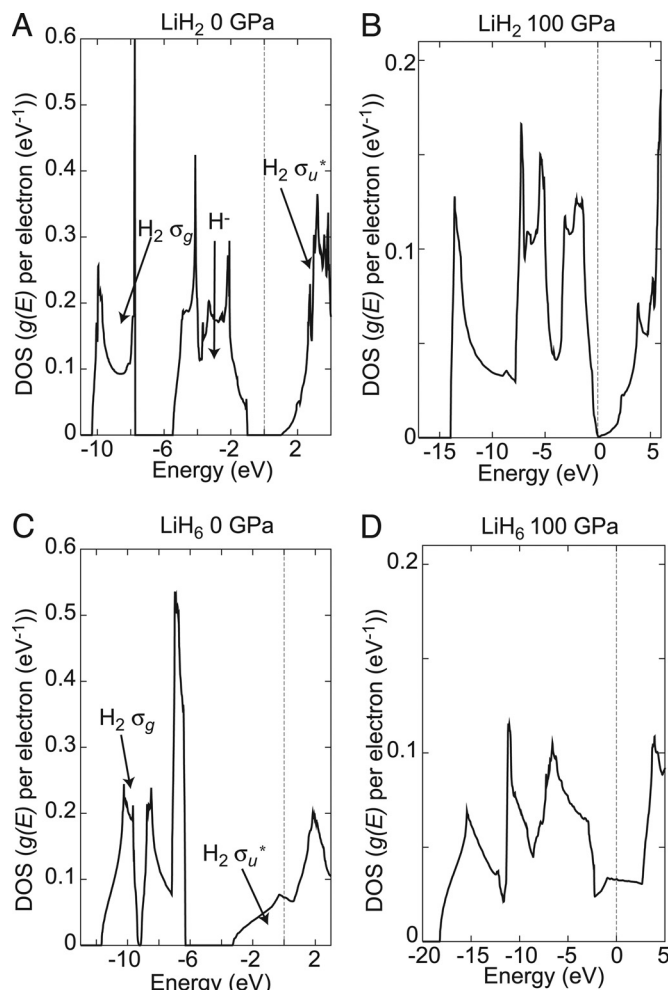 A
LiH2 0 GPa
DOS (g(E) per electron (eV-1))
0.6
0.5
0.4
0.3
0.2
0.1
0
H2 σg
H-
H2 σu*
-10
-6
-2
2
Energy (eV)
B
LiH2 100 GPa
DOS (g(E) per electron (eV-1))
0.2
0.1
0
-15
-10
-5
0
5
Energy (eV)
C
LiH6 0 GPa
DOS (g(E) per electron (eV-1))
0.6
0.5
0.4
0.3
0.2
0.1
0
H2 σg
H2 σu*
-10
-6
-2
2
Energy (eV)
D
LiH6 100 GPa
DOS (g(E) per electron (eV-1))
0.2
0.1
0
-20
-15
-10
-5
0
5
Energy (eV)